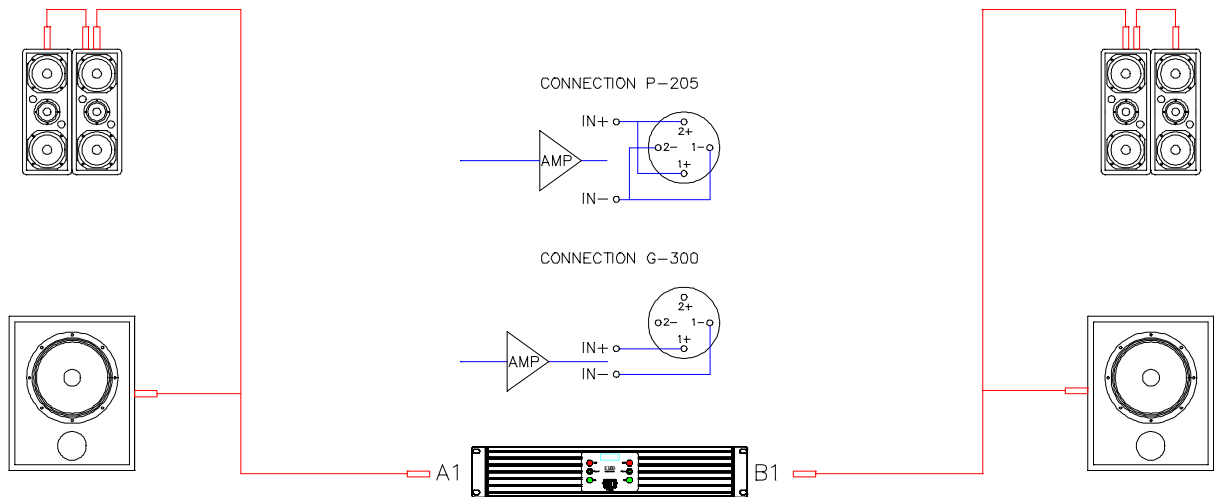 CONNECTION P-205
IN+
2+
AMP
2-
1-
1+
IN-
CONNECTION G-300
2+
2-
1-
1+
IN+
AMP
IN-
A1
B1